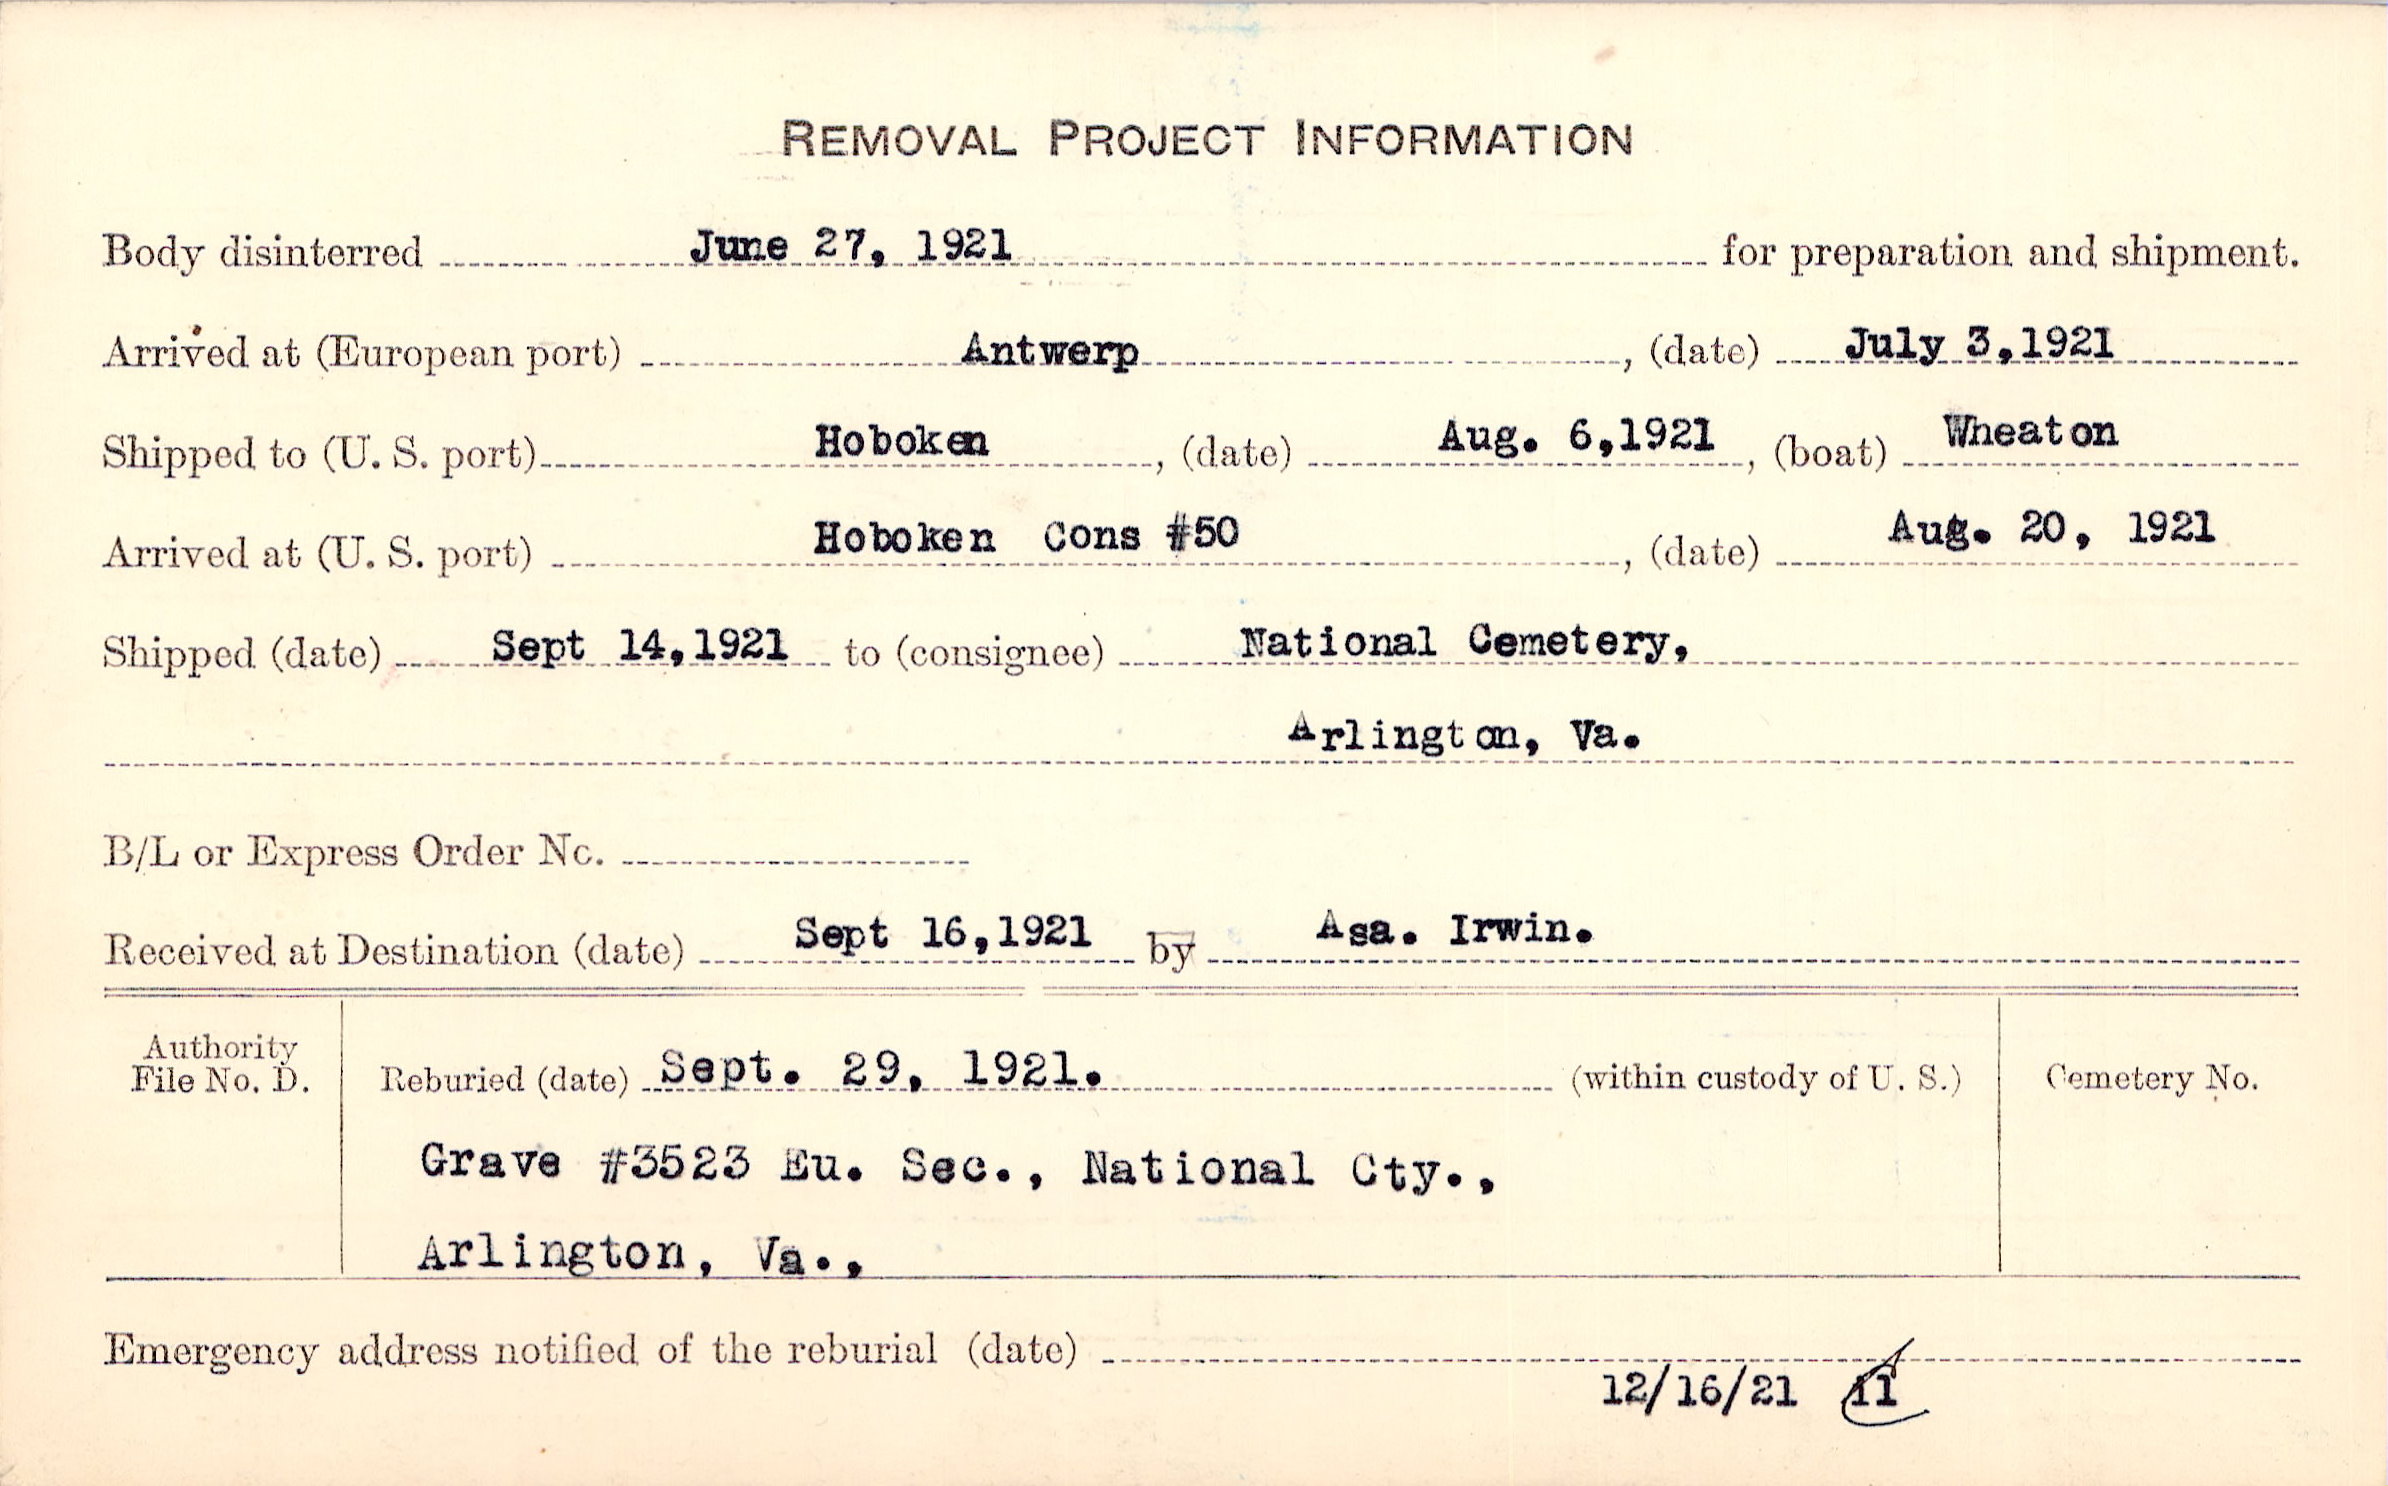 REMOVAL PROJECT INFORMATION
Body disinterred June 27, 1921 for preparation and shipment.
Arrived at (European port) Antwerp, (date) July 3,1921
Shipped to (U. S. port) Hoboken, (date) Aug. 6,1921, (boat) Wheaton
Arrived at (U. S. port) Hoboken Cons #50, (date) Aug. 20, 1921
Shipped (date) Sept 14,1921 to (consignee) National Cemetery,
Arlington, Va.
B/L or Express Order No.
Received at Destination (date) Sept 16,1921 by Asa. Irwin.
Authority
File No. D.
Reburied (date) Sept. 29, 1921. (within custody of U. S.)
Cemetery No.
Grave #3523 Eu. Sec., National Cty.,
Arlington, Va.,
Emergency address notified of the reburial (date)
12/16/21 11